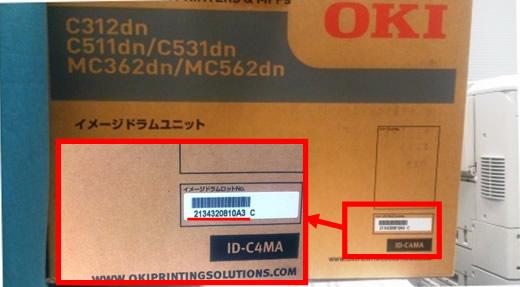 PRINTERS & MFPs
OKI
C312dn
C511dn/C531dn
MC362dn/MC562dn
イメージドラムユニット
イメージドラムロットNo.
2134320810A3 C
ID-C4MA
WWW.OKIPRINTINGSOLUTIONS.COM
2134320810A3 C
ID-C4MA